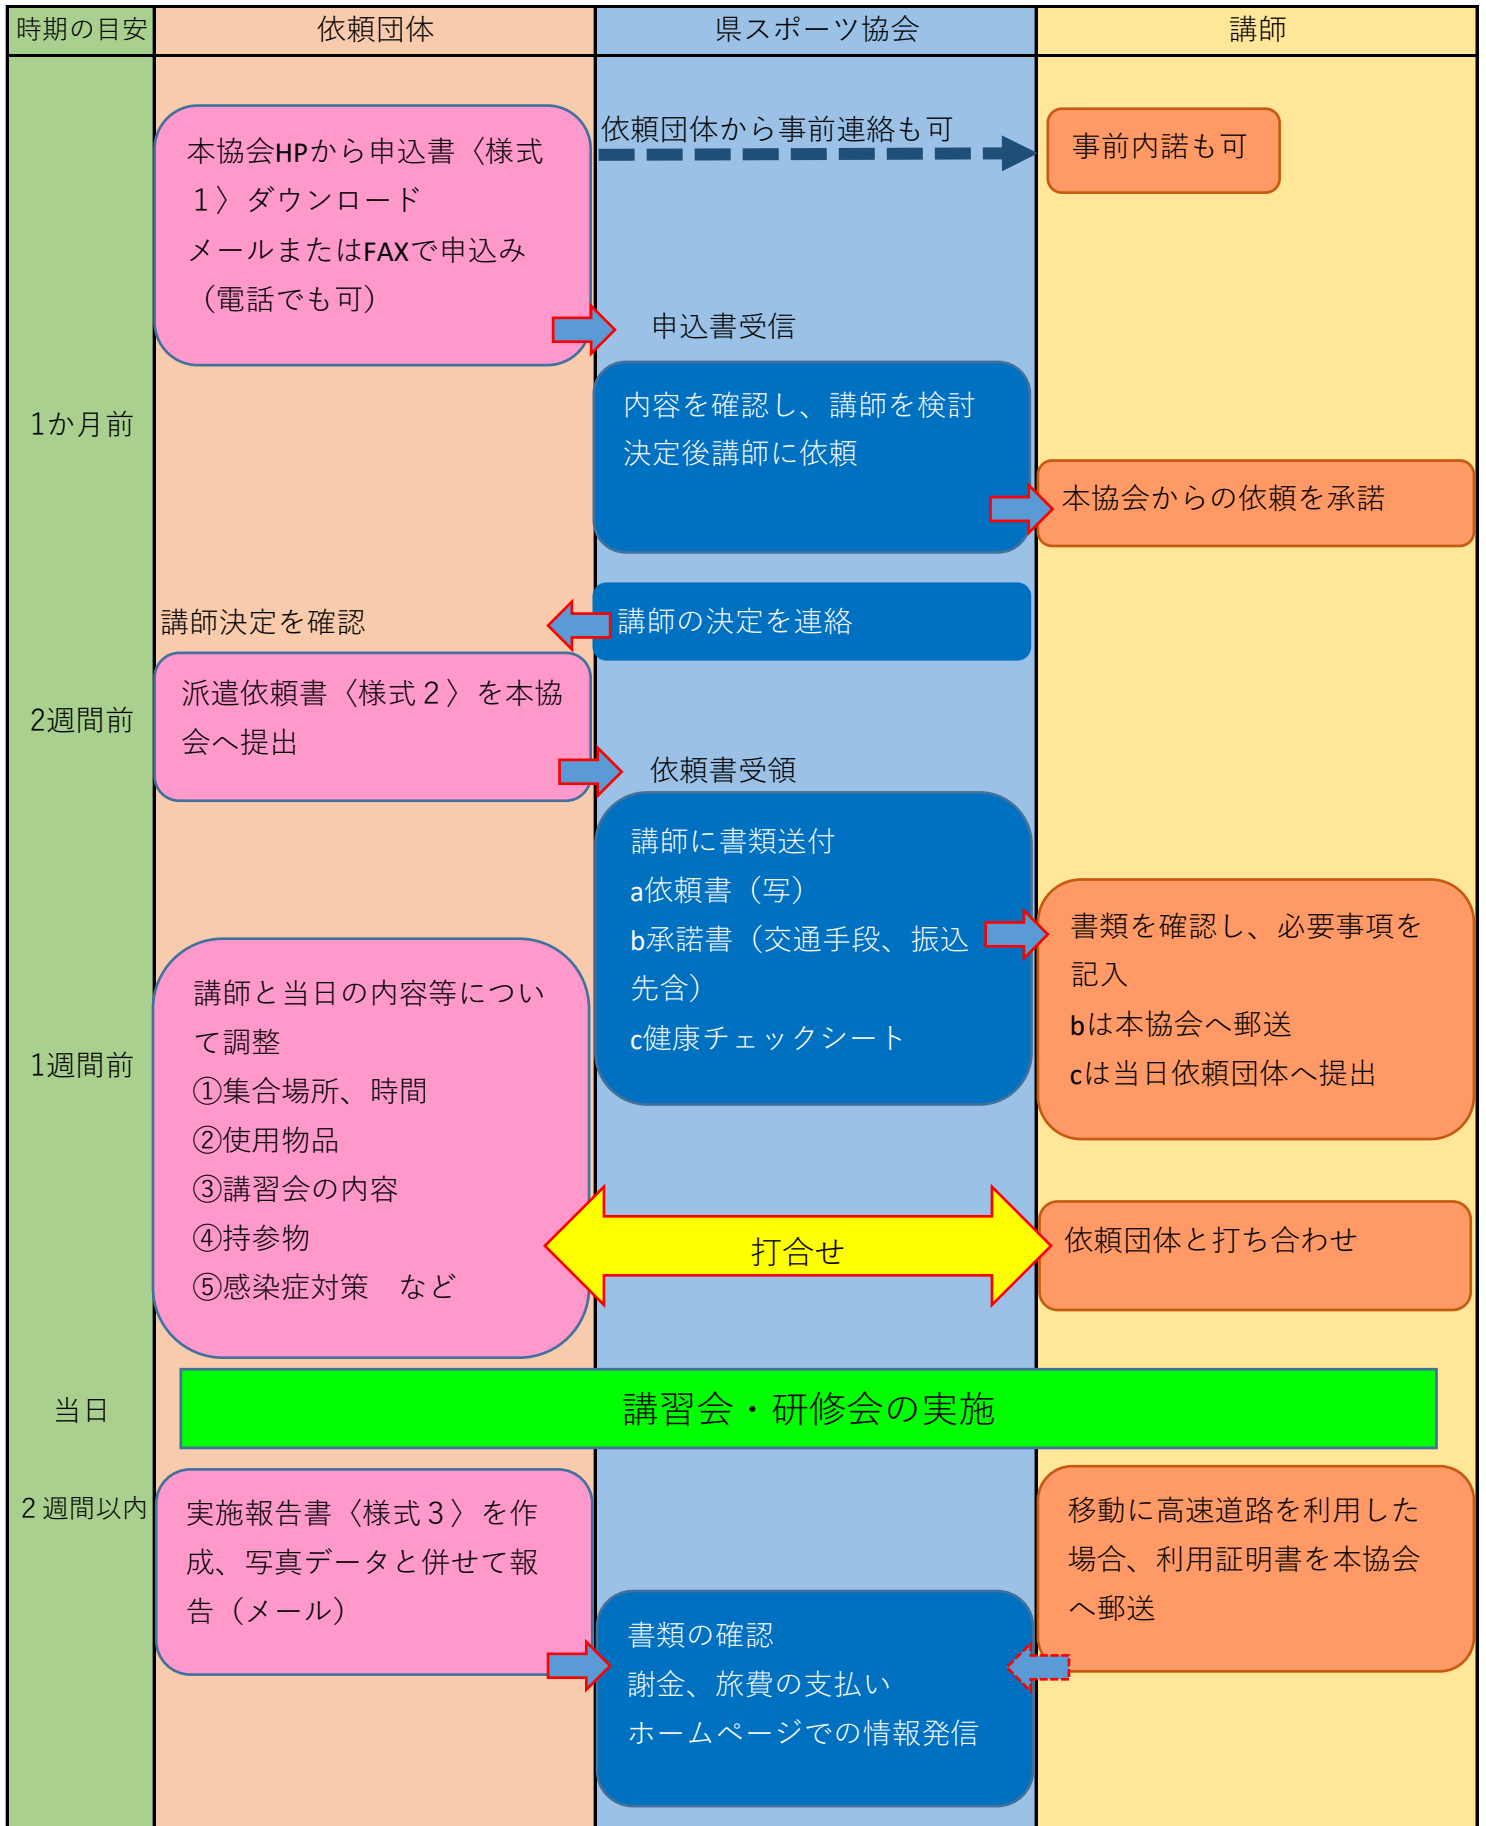 時期の目安
依頼団体
県スポーツ協会
講師
本協会HPから申込書〈様式
１〉ダウンロード
メールまたはFAXで申込み
（電話でも可）
依頼団体から事前連絡も可
事前内諾も可
申込書受信
1か月前
内容を確認し、講師を検討
決定後講師に依頼
本協会からの依頼を承諾
講師決定を確認
講師の決定を連絡
2週間前
派遣依頼書〈様式２〉を本協
会へ提出
依頼書受領
講師に書類送付
a依頼書（写）
b承諾書（交通手段、振込
先含）
c健康チェックシート
書類を確認し、必要事項を
記入
bは本協会へ郵送
cは当日依頼団体へ提出
1週間前
講師と当日の内容等につい
て調整
①集合場所、時間
②使用物品
③講習会の内容
④持参物
⑤感染症対策　など
打合せ
依頼団体と打ち合わせ
当日
講習会・研修会の実施
２週間以内
実施報告書〈様式３〉を作
成、写真データと併せて報
告（メール）
書類の確認
謝金、旅費の支払い
ホームページでの情報発信
移動に高速道路を利用した
場合、利用証明書を本協会
へ郵送